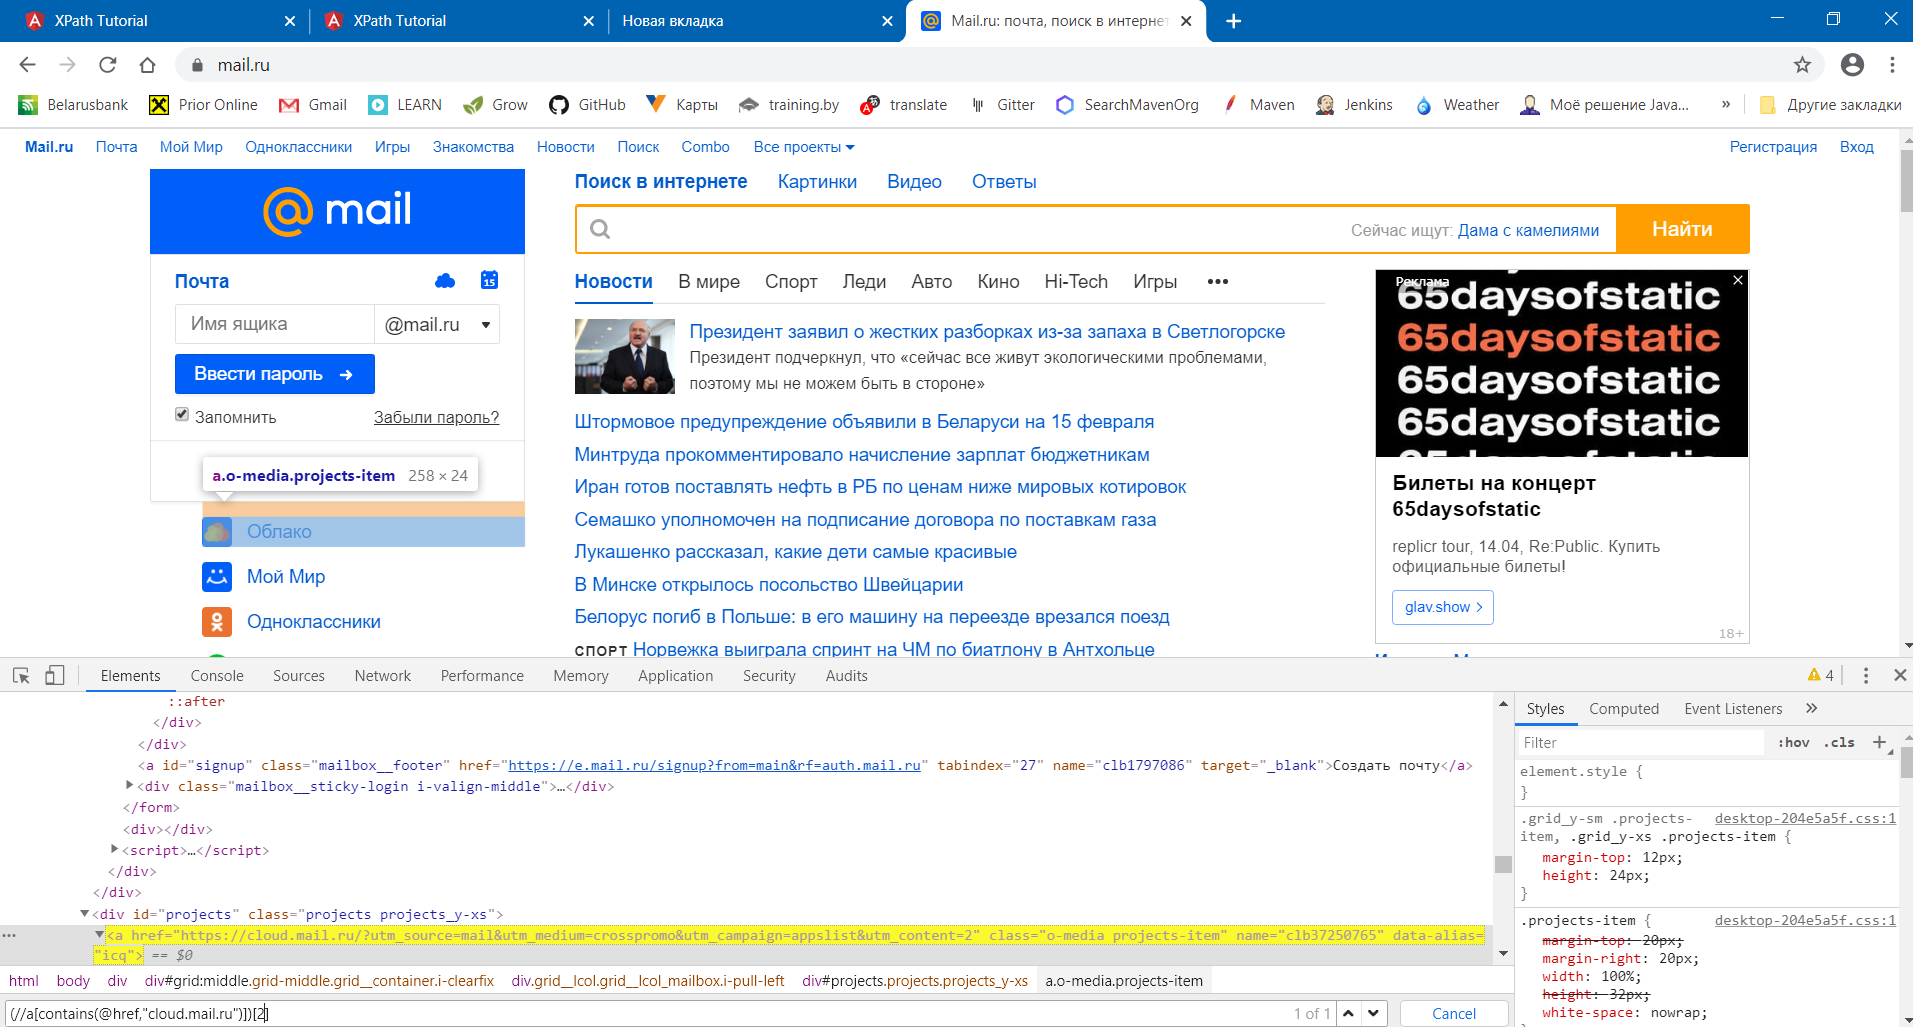 XPath Tutorial
XPath Tutorial
Новая вкладка
Mail.ru: почта, поиск в интернет
mail.ru
Belarusbank
Prior Online
Gmail
LEARN
Grow
GitHub
Карты
training.by
translate
Gitter
SearchMavenOrg
Maven
Jenkins
Weather
Моё решение Java...
»
Другие закладки
Mail.ru Почта Мой Мир Одноклассники Игры Знакомства Новости Поиск Combo Все проекты
Регистрация Вход
@mail
Почта
15
Имя ящика
@mail.ru
Ввести пароль →
Запомнить
Забыли пароль?
a.o-media.projects-item 258 × 24
Облако
Мой Мир
Одноклассники
Поиск в интернете Картинки Видео Ответы
Сейчас ищут: Дама с камелиями
Найти
Новости В мире Спорт Леди Авто Кино Hi-Tech Игры •••
Президент заявил о жестких разборках из-за запаха в Светлогорске
Президент подчеркнул, что «сейчас все живут экологическими проблемами,
поэтому мы не можем быть в стороне»
Штормовое предупреждение объявили в Беларуси на 15 февраля
Минтруда прокомментировало начисление зарплат бюджетникам
Иран готов поставлять нефть в РБ по ценам ниже мировых котировок
Семашко уполномочен на подписание договора по поставкам газа
Лукашенко рассказал, какие дети самые красивые
В Минске открылось посольство Швейцарии
Белорус погиб в Польше: в его машину на переезде врезался поезд
СПОРТ Норвежка выиграла спринт на ЧМ по биатлону в Антхольце
Реклама
65daysofstatic
65daysofstatic
65daysofstatic
65daysofstatic
Билеты на концерт
65daysofstatic
replicr tour, 14.04, Re:Public. Купить
официальные билеты!
glav.show >
18+
Elements Console Sources Network Performance Memory Application Security Audits
4
::after
</div>
</div>
<a id="signup" class="mailbox__footer" href="https://e.mail.ru/signup?from=main&rf=auth.mail.ru" tabindex="27" name="clb1797086" target="_blank">Создать почту</a>
<div class="mailbox__sticky-login i-valign-middle">…</div>
</form>
<div></div>
<script>…</script>
</div>
</div>
<div id="projects" class="projects projects_y-xs">
<a href="https://cloud.mail.ru/?utm_source=mail&utm_medium=crosspromo&utm_campaign=appslist&utm_content=2" class="o-media projects-item" name="clb37250765" data-alias=
"icq"> == $0
html body div div#grid:middle.grid-middle.grid__container.i-clearfix div.grid__lcol.grid__lcol_mailbox.i-pull-left div#projects.projects.projects_y-xs a.o-media.projects-item
(//a[contains(@href,"cloud.mail.ru")])[2]
1 of 1
Cancel
Styles Computed Event Listeners »
Filter
:hov .cls +
element.style {
}
.grid_y-sm .projects- desktop-204e5a5f.css:1
item, .grid_y-xs .projects-item {
margin-top: 12px;
height: 24px;
}
.projects-item { desktop-204e5a5f.css:1
margin-top: 20px;
margin-right: 20px;
width: 100%;
height: 32px;
white-space: nowrap;